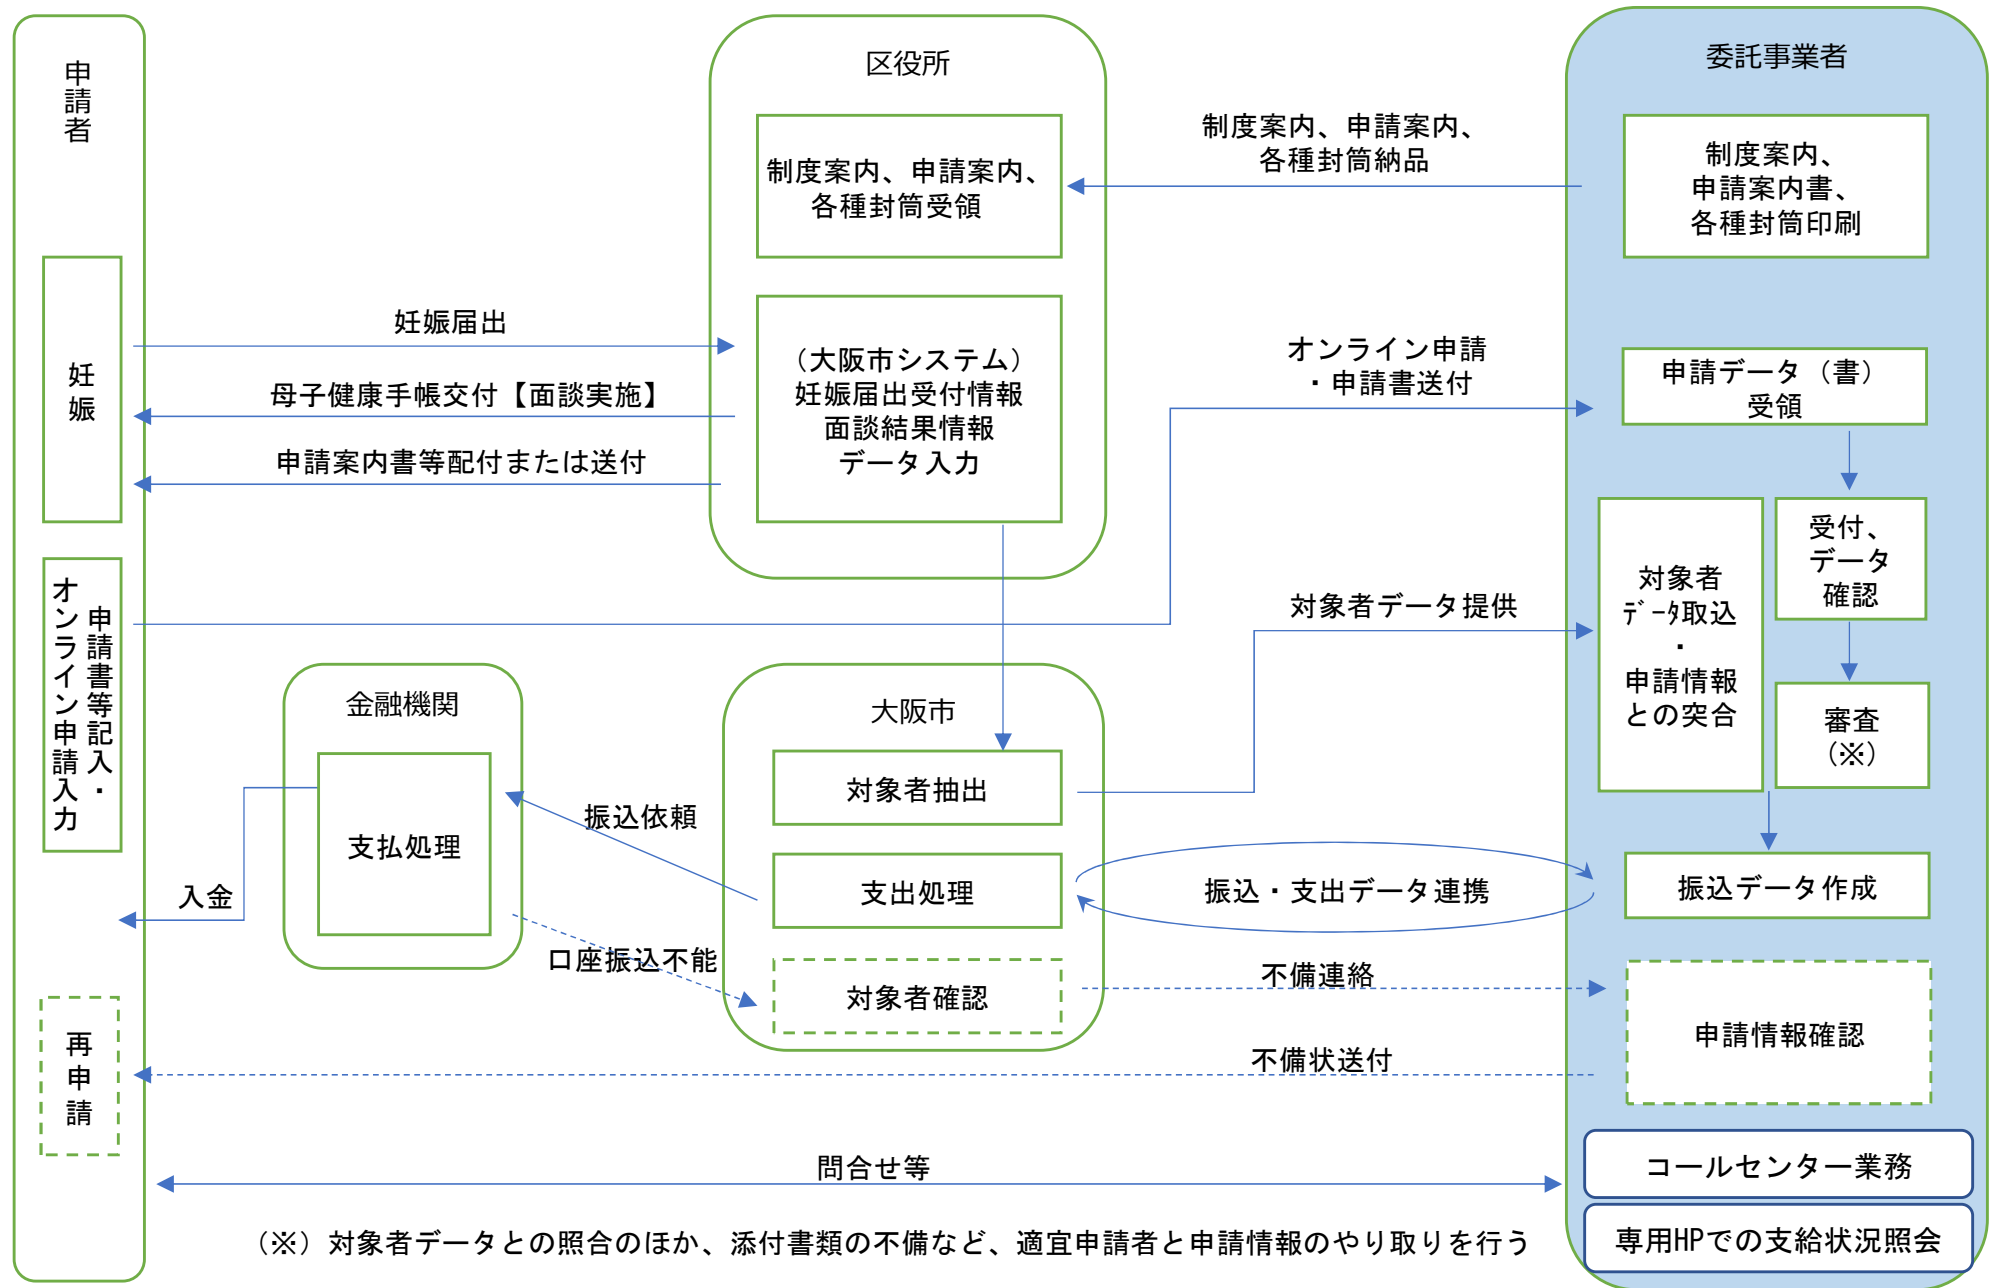 申請者
区役所
委託事業者
制度案内、申請案内、
各種封筒受領
制度案内、申請案内、
各種封筒納品
制度案内、
申請案内書、
各種封筒印刷
妊娠
妊娠届出
母子健康手帳交付【面談実施】
申請案内書等配付または送付
（大阪市システム）
妊娠届出受付情報
面談結果情報
データ入力
オンライン申請
・申請書送付
申請データ（書）
受領
受付、
データ
確認
対象者
ﾃﾞｰﾀ取込
・
申請情報
との突合
審査
（※）
申請書等記入・
オンライン申請入力
対象者データ提供
金融機関
支払処理
大阪市
対象者抽出
振込依頼
支出処理
入金
振込・支出データ連携
振込データ作成
口座振込不能
対象者確認
不備連絡
申請情報確認
再申請
不備状送付
問合せ等
コールセンター業務
専用HPでの支給状況照会
（※）対象者データとの照合のほか、添付書類の不備など、適宜申請者と申請情報のやり取りを行う